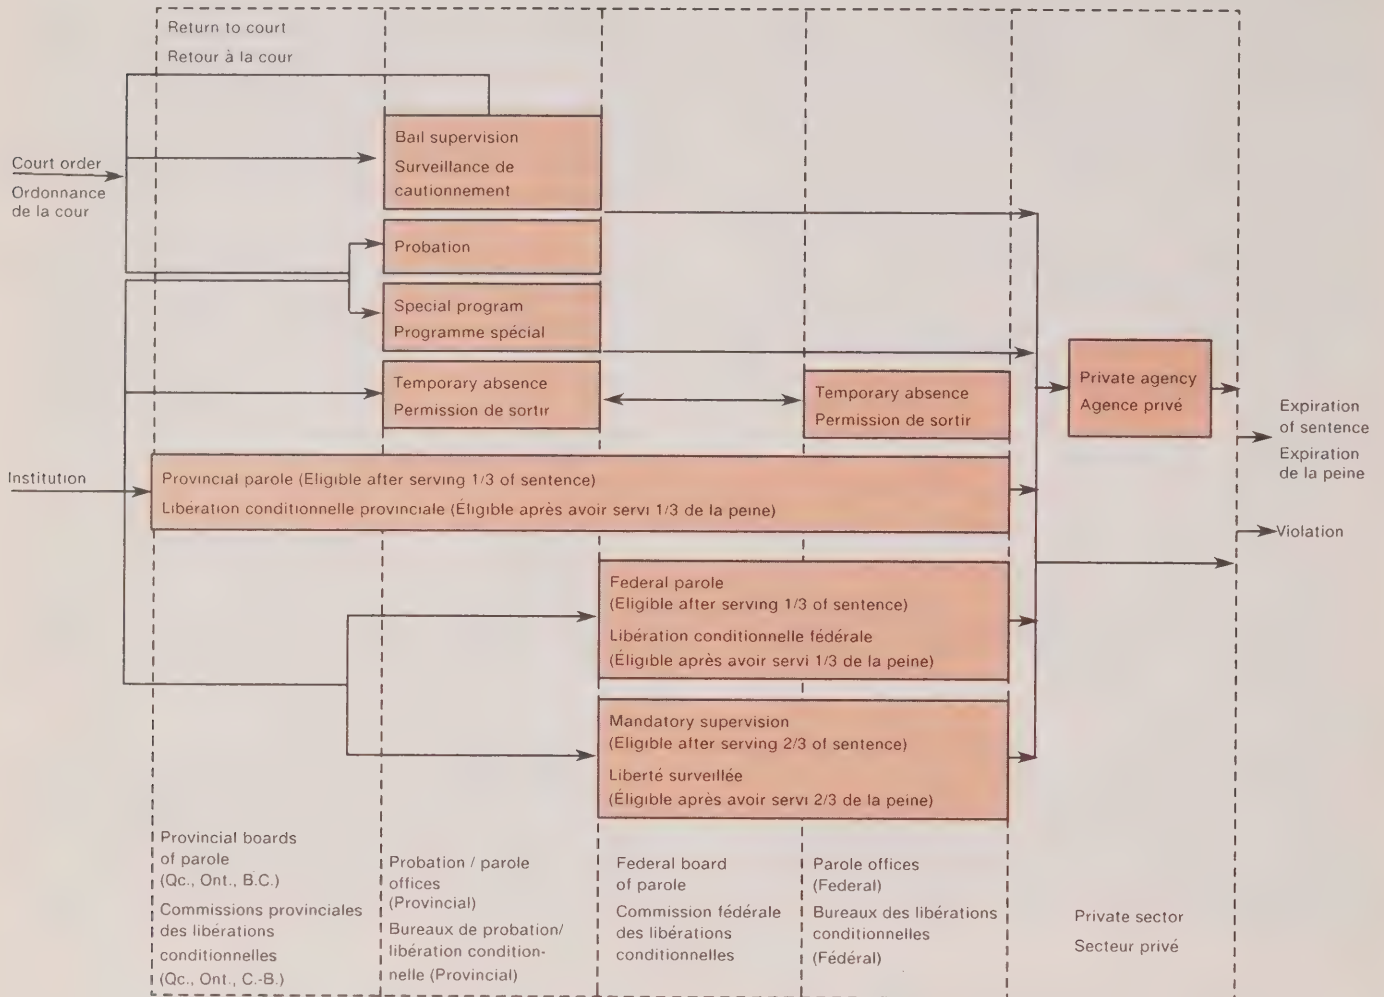 Return to court
Retour à la cour
Court order
Ordonnance
de la cour
Bail supervision
Surveillance de
cautionnement
Probation
Special program
Programme spécial
Temporary absence
Permission de sortir
Temporary absence
Permission de sortir
Private agency
Agence privé
Expiration
of sentence
Expiration
de la peine
Institution
Provincial parole (Eligible after serving 1/3 of sentence)
Libération conditionnelle provinciale (Éligible après avoir servi 1/3 de la peine)
Violation
Federal parole
(Eligible after serving 1/3 of sentence)
Libération conditionnelle fédérale
(Éligible après avoir servi 1/3 de la peine)
Mandatory supervision
(Eligible after serving 2/3 of sentence)
Liberté surveillée
(Éligible après avoir servi 2/3 de la peine)
Provincial boards
of parole
(Qc., Ont., B.C.)
Commissions provinciales
des libérations
conditionnelles
(Qc., Ont., C.-B.)
Probation / parole
offices
(Provincial)
Bureaux de probation/
libération condition-
nelle (Provincial)
Federal board
of parole
Commission fédérale
des libérations
conditionnelles
Parole offices
(Federal)
Bureaux des libérations
conditionnelles
(Fédéral)
Private sector
Secteur privé